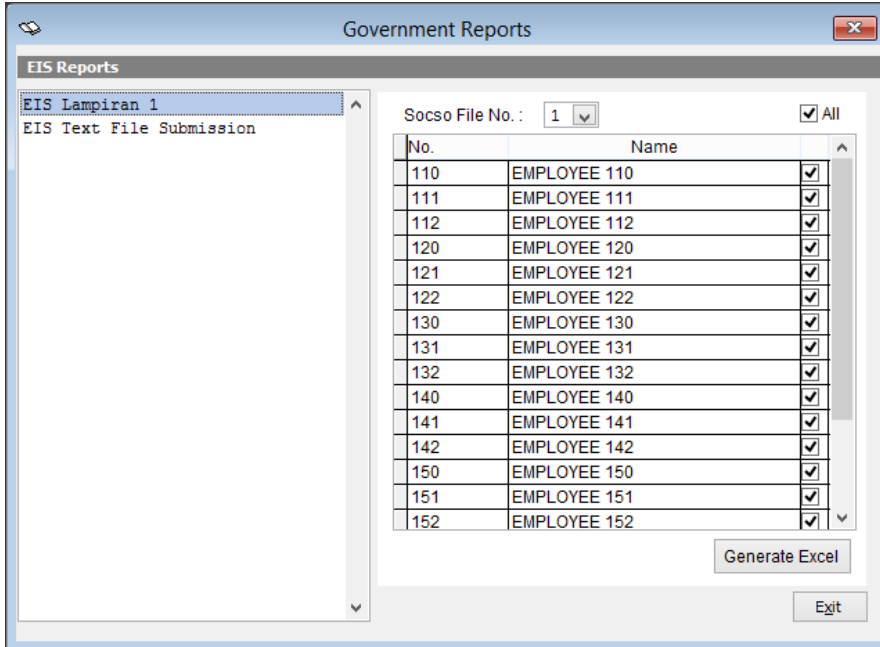 Government Reports
EIS Reports
EIS Lampiran 1
EIS Text File Submission
Socso File No. : 1 All
No. Name
110 EMPLOYEE 110
111 EMPLOYEE 111
112 EMPLOYEE 112
120 EMPLOYEE 120
121 EMPLOYEE 121
122 EMPLOYEE 122
130 EMPLOYEE 130
131 EMPLOYEE 131
132 EMPLOYEE 132
140 EMPLOYEE 140
141 EMPLOYEE 141
142 EMPLOYEE 142
150 EMPLOYEE 150
151 EMPLOYEE 151
152 EMPLOYEE 152
Generate Excel
Exit